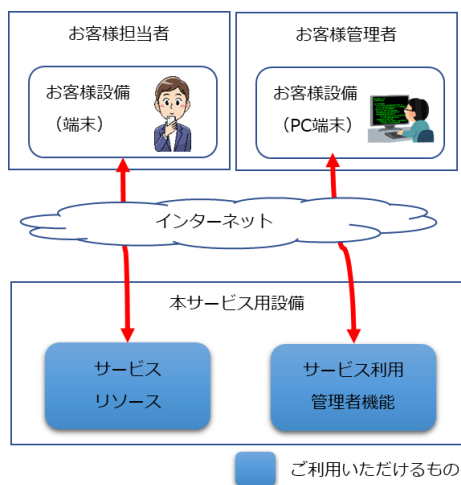 お客様担当者
お客様設備
（端末）
お客様管理者
お客様設備
（PC端末）
インターネット
本サービス用設備
サービス
リソース
サービス利用
管理者機能
ご利用いただけるもの